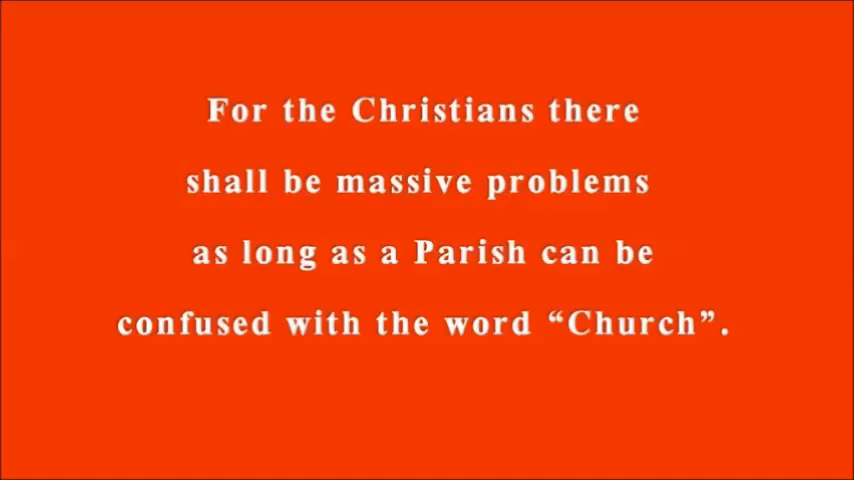 For the Christians there
shall be massive problems
as long as a Parish can be
confused with the word “Church”.